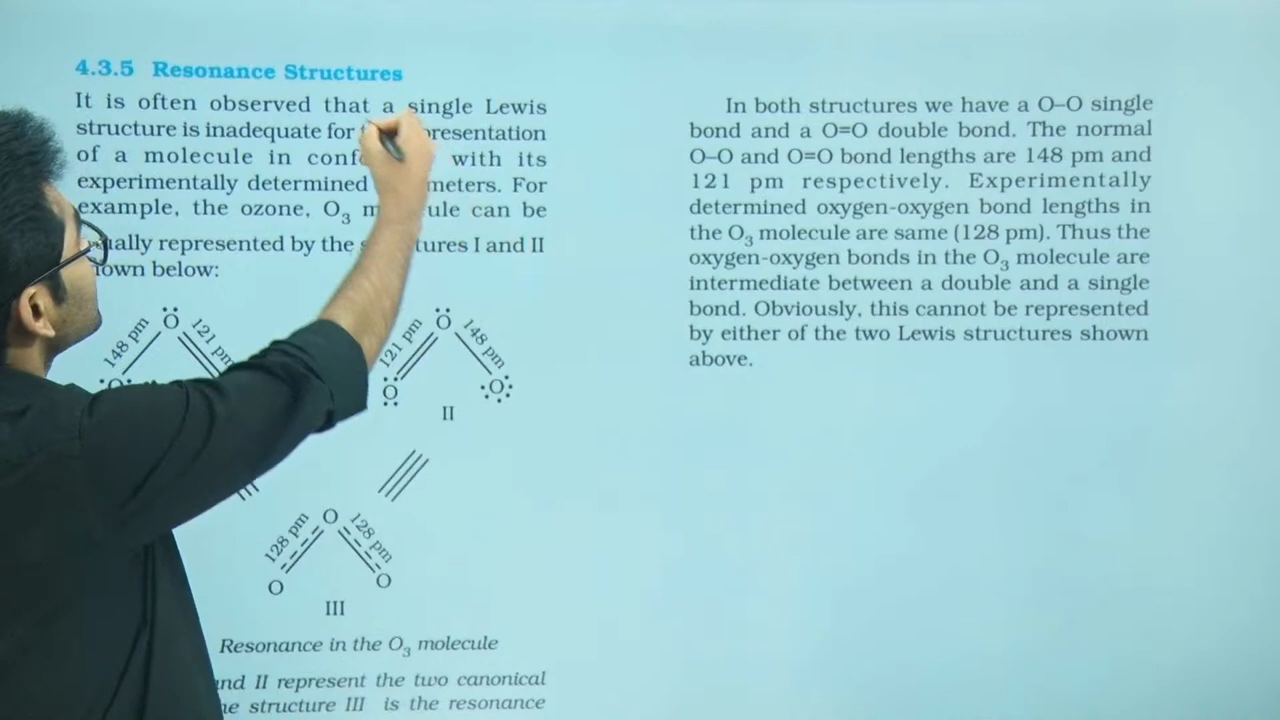 4.3.5 Resonance Structures
It is often observed that a single Lewis
structure is inadequate for presentation
of a molecule in conf with its
experimentally determined meters. For
example, the ozone, O₃ m ule can be
ually represented by the tures I and II
own below:
148 pm Ö 121 pm
121 pm Ö 148 pm
O
O O
II
128 pm O 128 pm
O O
III
Resonance in the O₃ molecule
and II represent the two canonical
he structure III is the resonance
In both structures we have a O–O single
bond and a O=O double bond. The normal
O–O and O=O bond lengths are 148 pm and
121 pm respectively. Experimentally
determined oxygen-oxygen bond lengths in
the O₃ molecule are same (128 pm). Thus the
oxygen-oxygen bonds in the O₃ molecule are
intermediate between a double and a single
bond. Obviously, this cannot be represented
by either of the two Lewis structures shown
above.